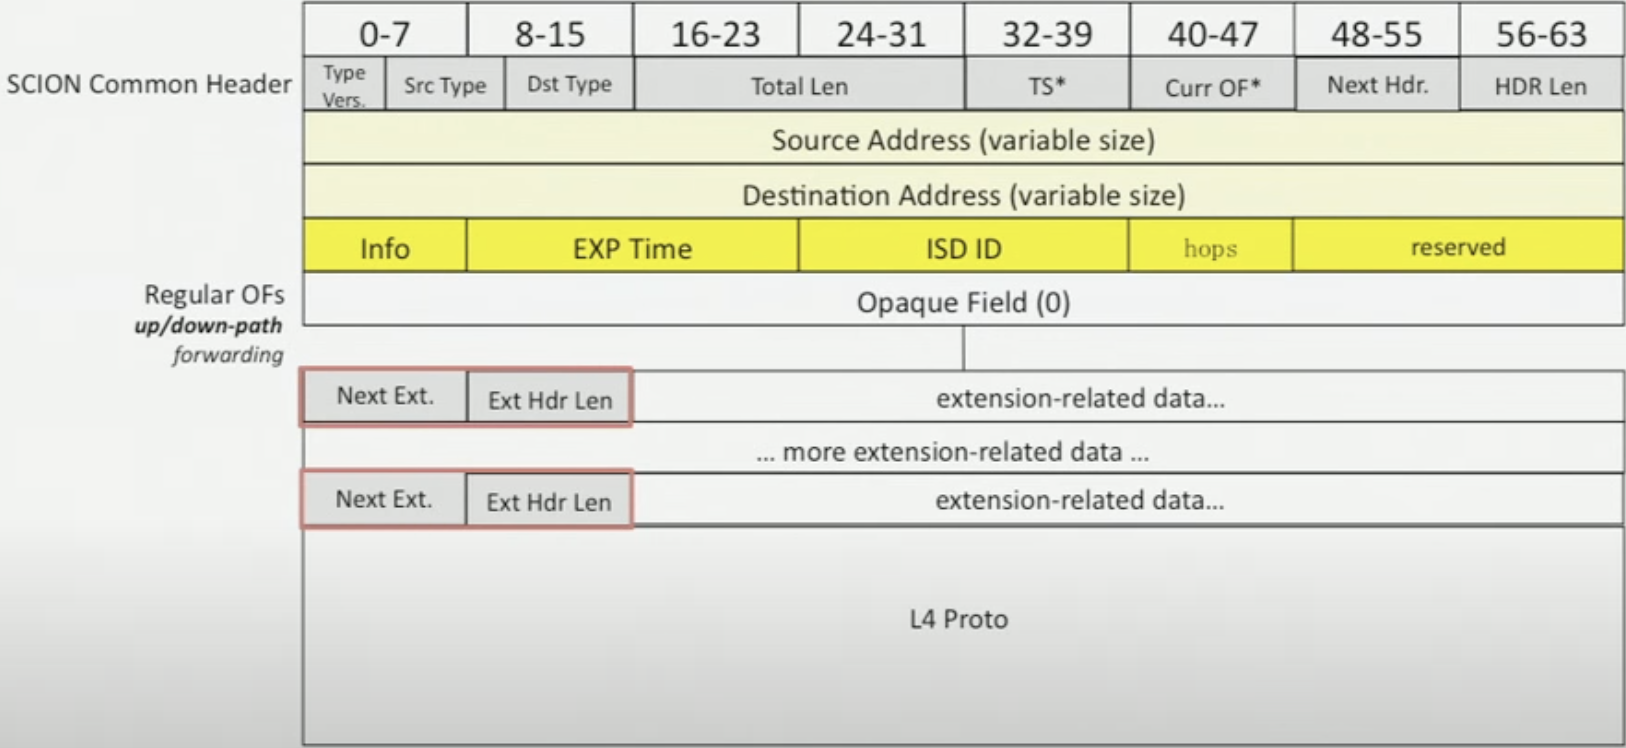 0-7 8-15 16-23 24-31 32-39 40-47 48-55 56-63
SCION Common Header Type Vers. Src Type Dst Type Total Len TS* Curr OF* Next Hdr. HDR Len
Source Address (variable size)
Destination Address (variable size)
Info EXP Time ISD ID hops reserved
Regular OFs Opaque Field (0)
up/down-path
forwarding
Next Ext. Ext Hdr Len extension-related data...
... more extension-related data ...
Next Ext. Ext Hdr Len extension-related data...
L4 Proto